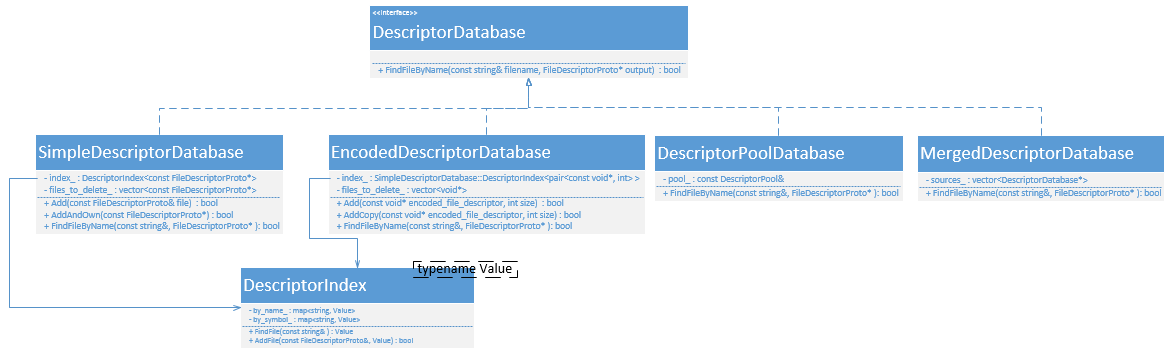 <<interface>>
DescriptorDatabase
+ FindFileByName(const string& filename, FileDescriptorProto* output) : bool
SimpleDescriptorDatabase
- index_ : DescriptorIndex<const FileDescriptorProto*>
- files_to_delete_ : vector<const FileDescriptorProto*>
+ Add(const FileDescriptorProto& file) : bool
+ AddAndOwn(const FileDescriptorProto*) : bool
+ FindFileByName(const string&, FileDescriptorProto* ): bool
EncodedDescriptorDatabase
- index_ : SimpleDescriptorDatabase::DescriptorIndex<pair<const void*, int> >
- files_to_delete_ : vector<void*>
+ Add(const void* encoded_file_descriptor, int size) : bool
+ AddCopy(const void* encoded_file_descriptor, int size) : bool
+ FindFileByName(const string&, FileDescriptorProto* ): bool
DescriptorPoolDatabase
- pool_ : const DescriptorPool&
+ FindFileByName(const string&, FileDescriptorProto* ) : bool
MergedDescriptorDatabase
- sources_ : vector<DescriptorDatabase*>
+ FindFileByName(const string&, FileDescriptorProto* ) : bool
typename Value
DescriptorIndex
- by_name_ : map<string, Value>
- by_symbol_ : map<string, Value>
+ FindFile(const string& ) : Value
+ AddFile(const FileDescriptorProto&, Value) : bool